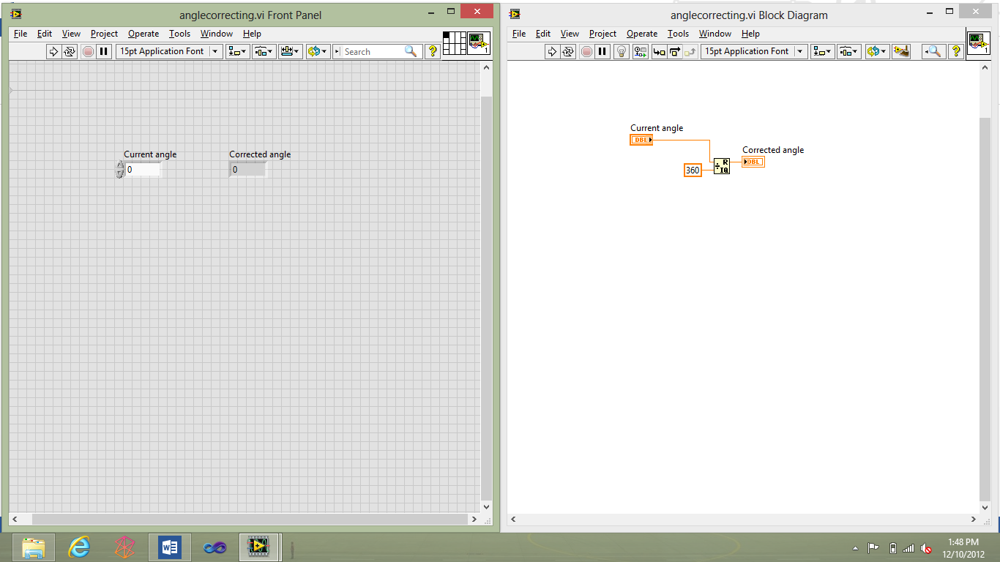 anglecorrecting.vi Front Panel
File Edit View Project Operate Tools Window Help
15pt Application Font
Search
?
1
Current angle
0
Corrected angle
0
anglecorrecting.vi Block Diagram
File Edit View Project Operate Tools Window Help
15pt Application Font
?
1
Current angle
DBL
360
R
IQ
Corrected angle
DBL
1:48 PM
12/10/2012